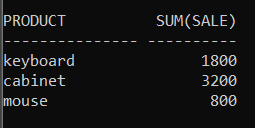 PRODUCT SUM(SALE)
--------------- ----------
keyboard 1800
cabinet 3200
mouse 800